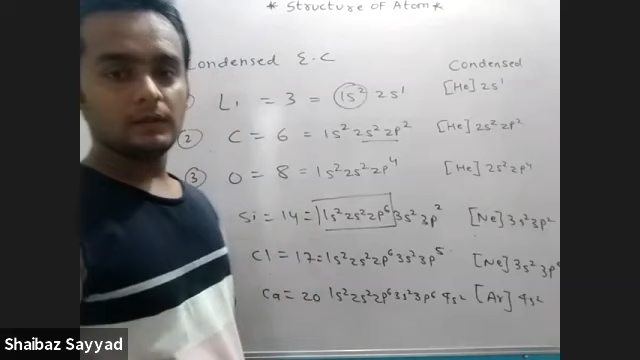 * Structure of Atom *
Condensed E.C Condensed
Li = 3 = 1s² 2s¹ [He] 2s¹
② C = 6 = 1s² 2s² 2p² [He] 2s² 2p²
③ O = 8 = 1s² 2s² 2p⁴ [He] 2s² 2p⁴
Si = 14 = 1s² 2s² 2p⁶ 3s² 3p² [Ne] 3s² 3p²
Cl = 17 = 1s² 2s² 2p⁶ 3s² 3p⁵ [Ne] 3s² 3p⁵
Ca = 20 1s² 2s² 2p⁶ 3s² 3p⁶ 4s² [Ar] 4s²
Shaibaz Sayyad